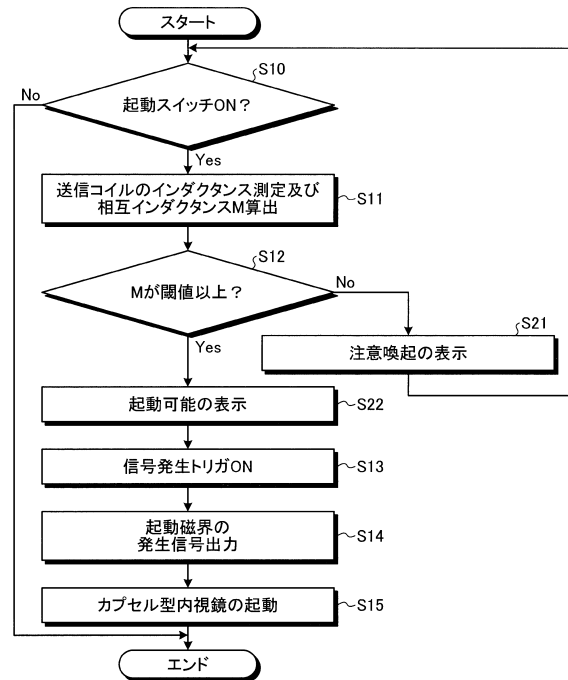 スタート
S10
No
起動スイッチON？
Yes
送信コイルのインダクタンス測定及び
相互インダクタンスM算出
S11
S12
Mが閾値以上？
No
Yes
S21
注意喚起の表示
起動可能の表示
S22
信号発生トリガON
S13
起動磁界の
発生信号出力
S14
カプセル型内視鏡の起動
S15
エンド